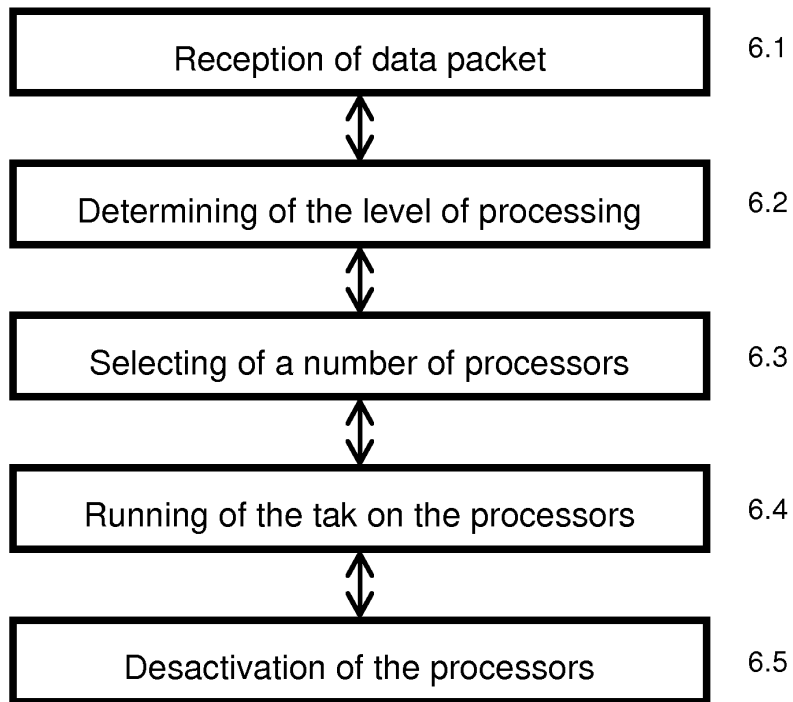 Reception of data packet 6.1
Determining of the level of processing 6.2
Selecting of a number of processors 6.3
Running of the tak on the processors 6.4
Desactivation of the processors 6.5